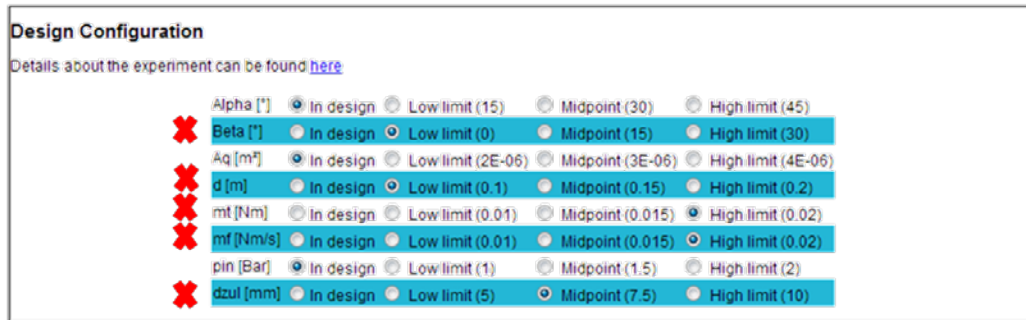 Design Configuration
Details about the experiment can be found here
Alpha [°] In design Low limit (15) Midpoint (30) High limit (45)
Beta [°] In design Low limit (0) Midpoint (15) High limit (30)
Aq [m²] In design Low limit (2E-06) Midpoint (3E-06) High limit (4E-06)
d [m] In design Low limit (0.1) Midpoint (0.15) High limit (0.2)
mt [Nm] In design Low limit (0.01) Midpoint (0.015) High limit (0.02)
mf [Nm/s] In design Low limit (0.01) Midpoint (0.015) High limit (0.02)
pin [Bar] In design Low limit (1) Midpoint (1.5) High limit (2)
dzul [mm] In design Low limit (5) Midpoint (7.5) High limit (10)